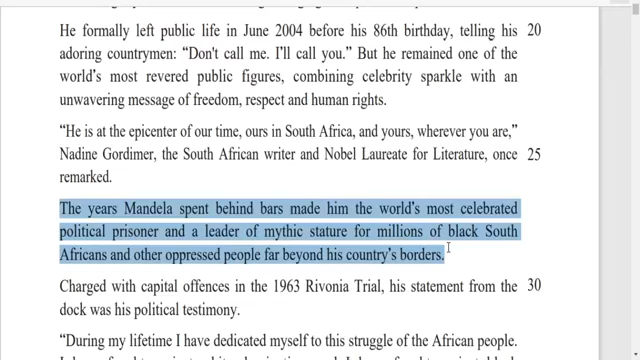 He formally left public life in June 2004 before his 86th birthday, telling his 20
adoring countrymen: “Don't call me. I’ll call you.” But he remained one of the
world’s most revered public figures, combining celebrity sparkle with an
unwavering message of freedom, respect and human rights.
“He is at the epicenter of our time, ours in South Africa, and yours, wherever you are,”
Nadine Gordimer, the South African writer and Nobel Laureate for Literature, once 25
remarked.
The years Mandela spent behind bars made him the world’s most celebrated
political prisoner and a leader of mythic stature for millions of black South
Africans and other oppressed people far beyond his country’s borders.
Charged with capital offences in the 1963 Rivonia Trial, his statement from the 30
dock was his political testimony.
“During my lifetime I have dedicated myself to this struggle of the African people.